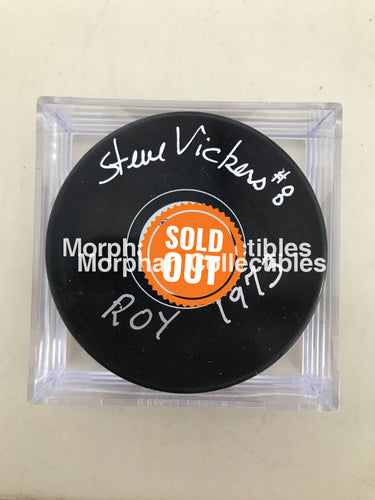 Steve Vickers #8
SOLD
OUT
Morphan Collectibles
Morphan Collectibles
ROY 1973